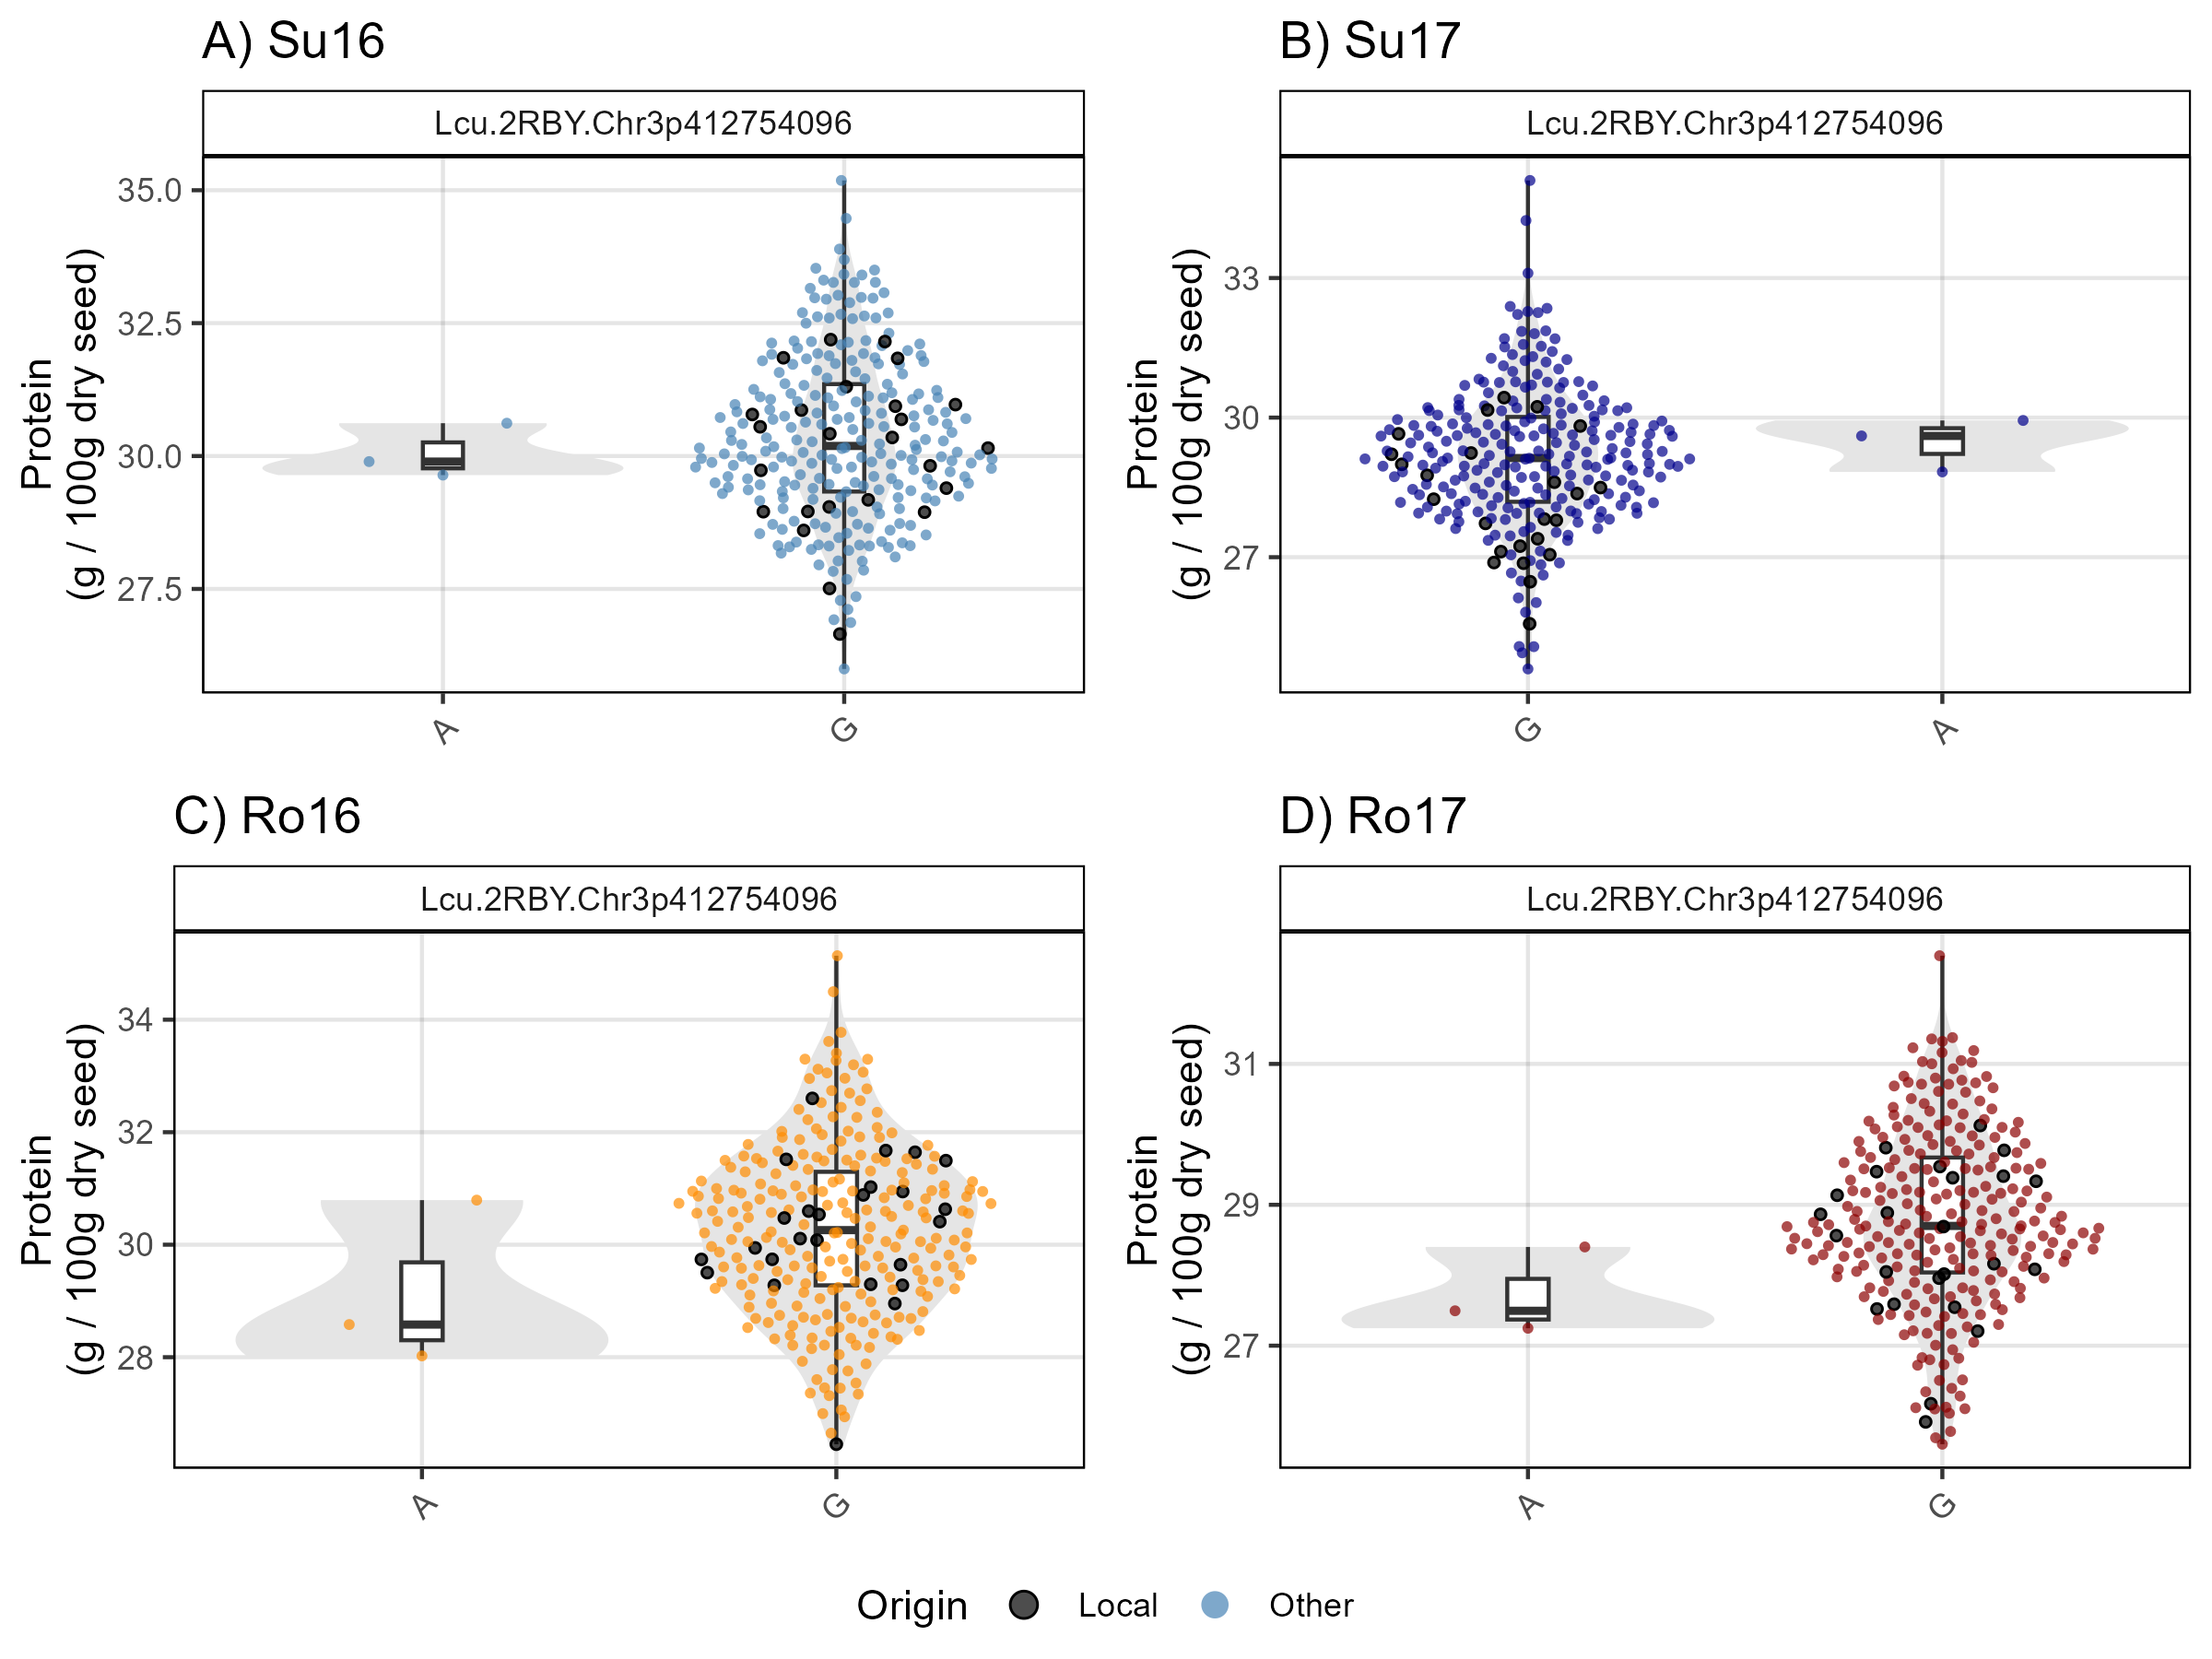 A) Su16
Lcu.2RBY.Chr3p412754096
Protein
(g / 100g dry seed)
35.0
32.5
30.0
27.5
A
G
B) Su17
Lcu.2RBY.Chr3p412754096
Protein
(g / 100g dry seed)
33
30
27
G
A
C) Ro16
Lcu.2RBY.Chr3p412754096
Protein
(g / 100g dry seed)
34
32
30
28
A
G
D) Ro17
Lcu.2RBY.Chr3p412754096
Protein
(g / 100g dry seed)
31
29
27
A
G
Origin Local Other